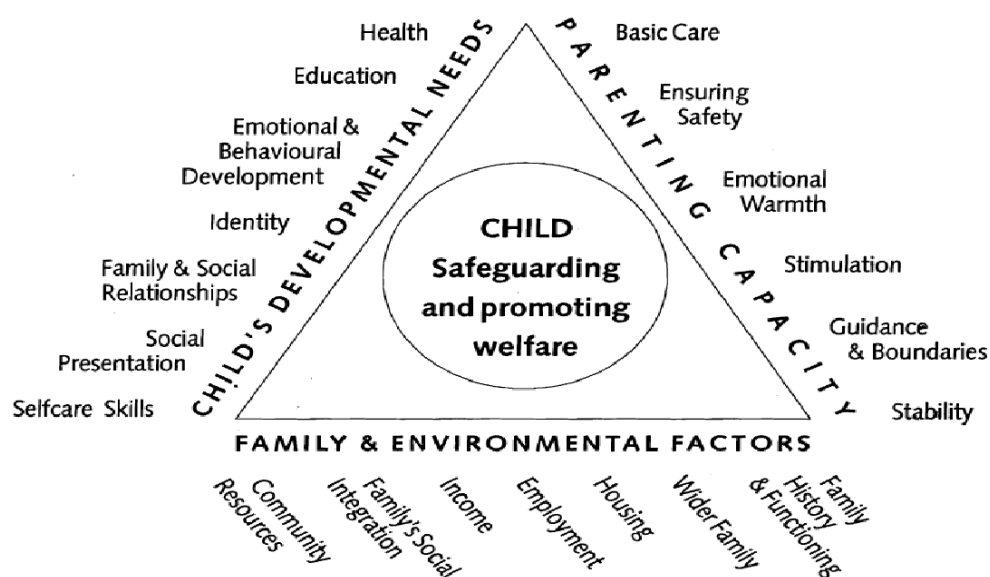 Health
Education
Emotional &
Behavioural
Development
Identity
Family & Social
Relationships
Social
Presentation
Selfcare Skills
CHILD'S DEVELOPMENTAL NEEDS
PARENTING CAPACITY
Basic Care
Ensuring
Safety
Emotional
Warmth
Stimulation
Guidance
& Boundaries
Stability
CHILD
Safeguarding
and promoting
welfare
FAMILY & ENVIRONMENTAL FACTORS
Community
Resources
Family's Social
Integration
Income
Employment
Housing
Wider Family
Family
History
& Functioning